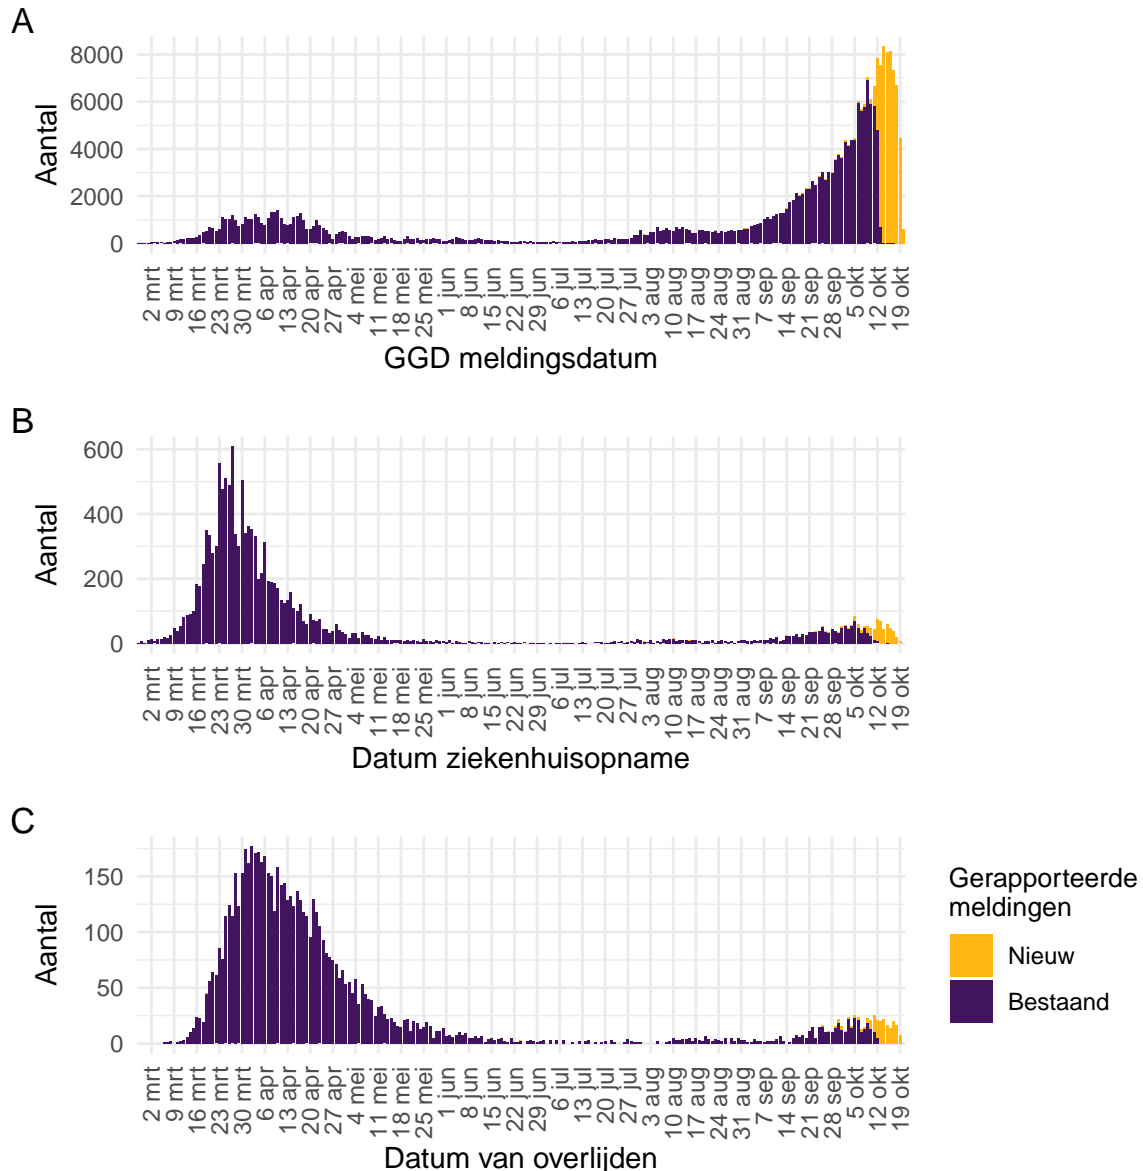 A
8000
6000
4000
2000
0
Aantal
2 mrt
9 mrt
16 mrt
23 mrt
30 mrt
6 apr
13 apr
20 apr
27 apr
4 mei
11 mei
18 mei
25 mei
1 jun
8 jun
15 jun
22 jun
29 jun
6 jul
13 jul
20 jul
27 jul
3 aug
10 aug
17 aug
24 aug
31 aug
7 sep
14 sep
21 sep
28 sep
5 okt
12 okt
19 okt
GGD meldingsdatum
B
600
400
200
0
Aantal
2 mrt
9 mrt
16 mrt
23 mrt
30 mrt
6 apr
13 apr
20 apr
27 apr
4 mei
11 mei
18 mei
25 mei
1 jun
8 jun
15 jun
22 jun
29 jun
6 jul
13 jul
20 jul
27 jul
3 aug
10 aug
17 aug
24 aug
31 aug
7 sep
14 sep
21 sep
28 sep
5 okt
12 okt
19 okt
Datum ziekenhuisopname
C
150
100
50
0
Aantal
2 mrt
9 mrt
16 mrt
23 mrt
30 mrt
6 apr
13 apr
20 apr
27 apr
4 mei
11 mei
18 mei
25 mei
1 jun
8 jun
15 jun
22 jun
29 jun
6 jul
13 jul
20 jul
27 jul
3 aug
10 aug
17 aug
24 aug
31 aug
7 sep
14 sep
21 sep
28 sep
5 okt
12 okt
19 okt
Datum van overlijden
Gerapporteerde
meldingen
Nieuw
Bestaand